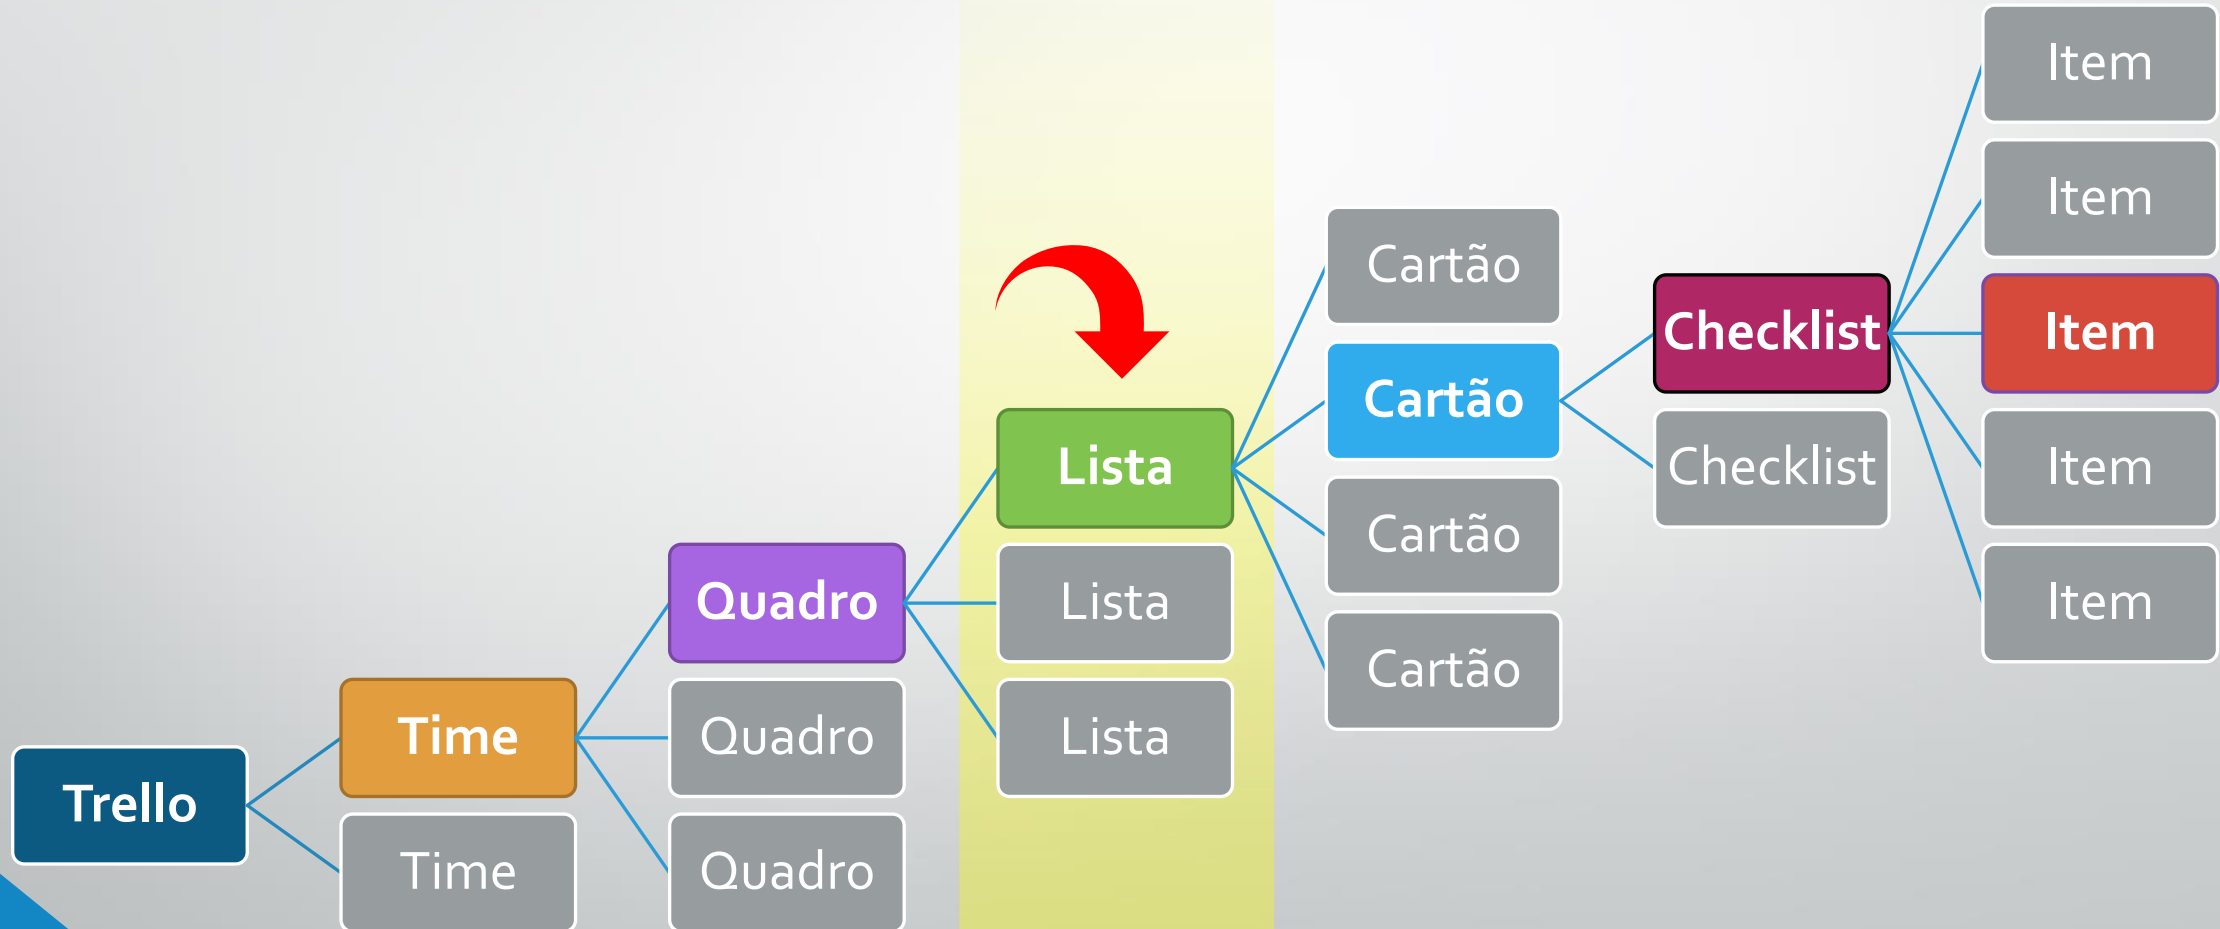 Trello
Time
Time
Quadro
Quadro
Quadro
Lista
Lista
Lista
Cartão
Cartão
Cartão
Cartão
Checklist
Checklist
Item
Item
Item
Item
Item